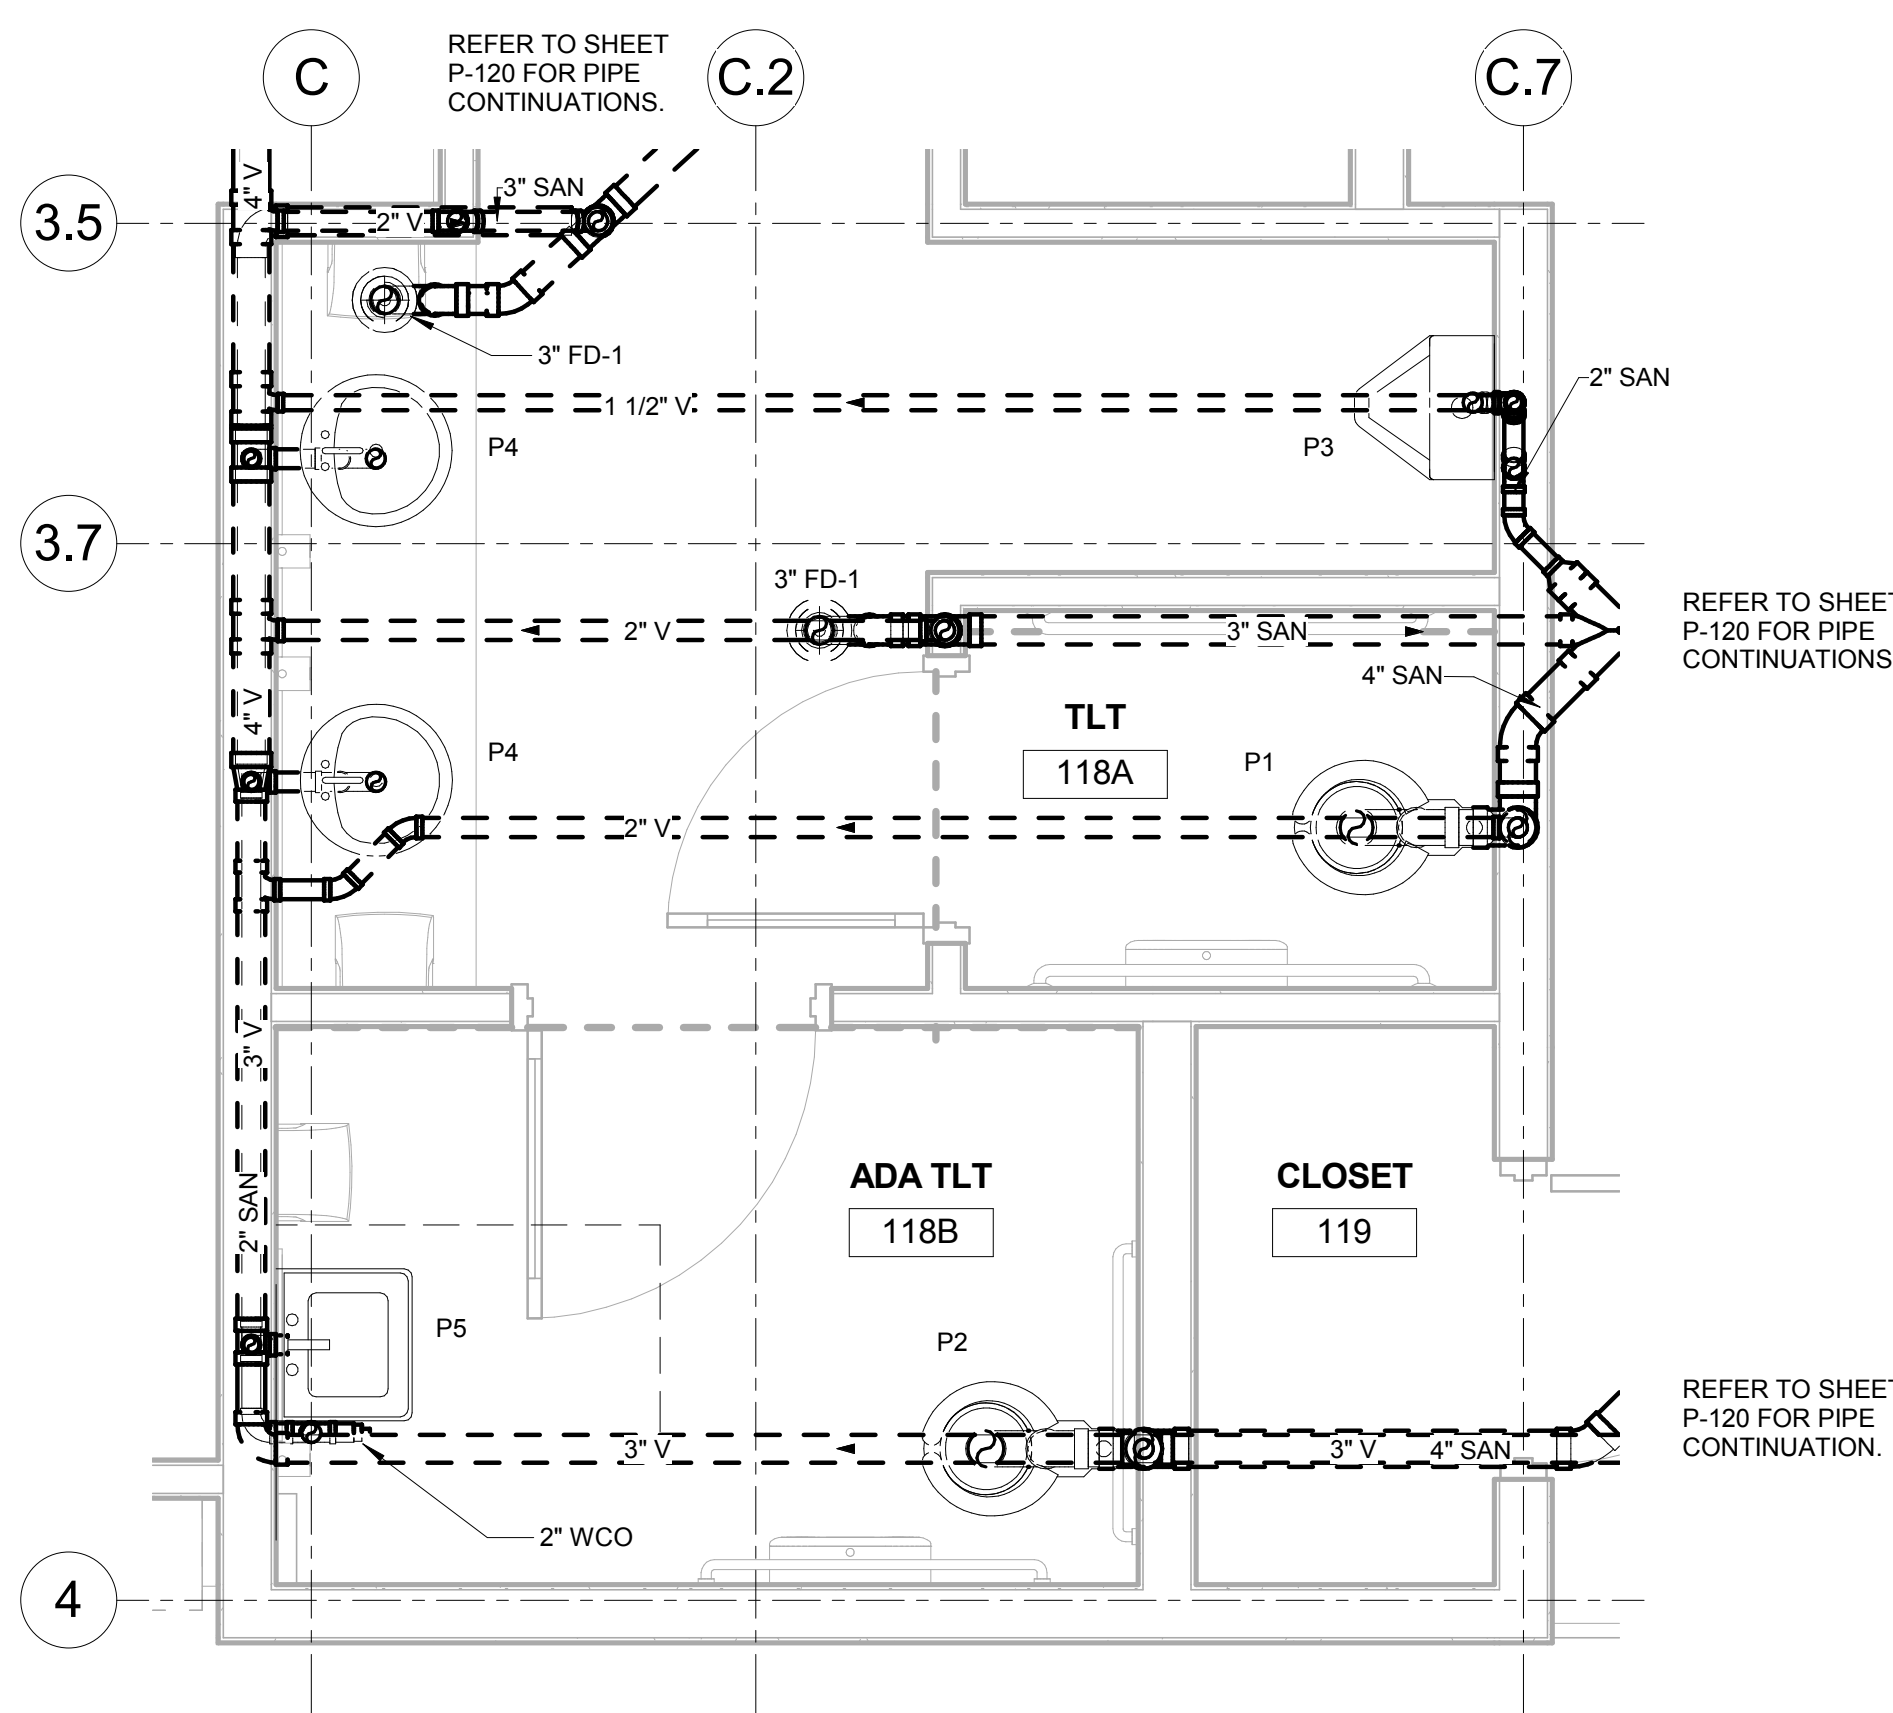 REFER TO SHEET
P-120 FOR PIPE
CONTINUATIONS.
C
C.2
C.7
4" V
3" SAN
3.5
2" V
3" FD-1
1 1/2" V
2" SAN
P4
P3
3.7
3" FD-1
2" V
3" SAN
REFER TO SHEET
P-120 FOR PIPE
CONTINUATIONS
4" SAN
4" V
TLT
P4
P1
118A
2" V
3" V
2" SAN
ADA TLT
118B
CLOSET
119
P5
P2
3" V
3" V
4" SAN
REFER TO SHEET
P-120 FOR PIPE
CONTINUATION.
2" WCO
4